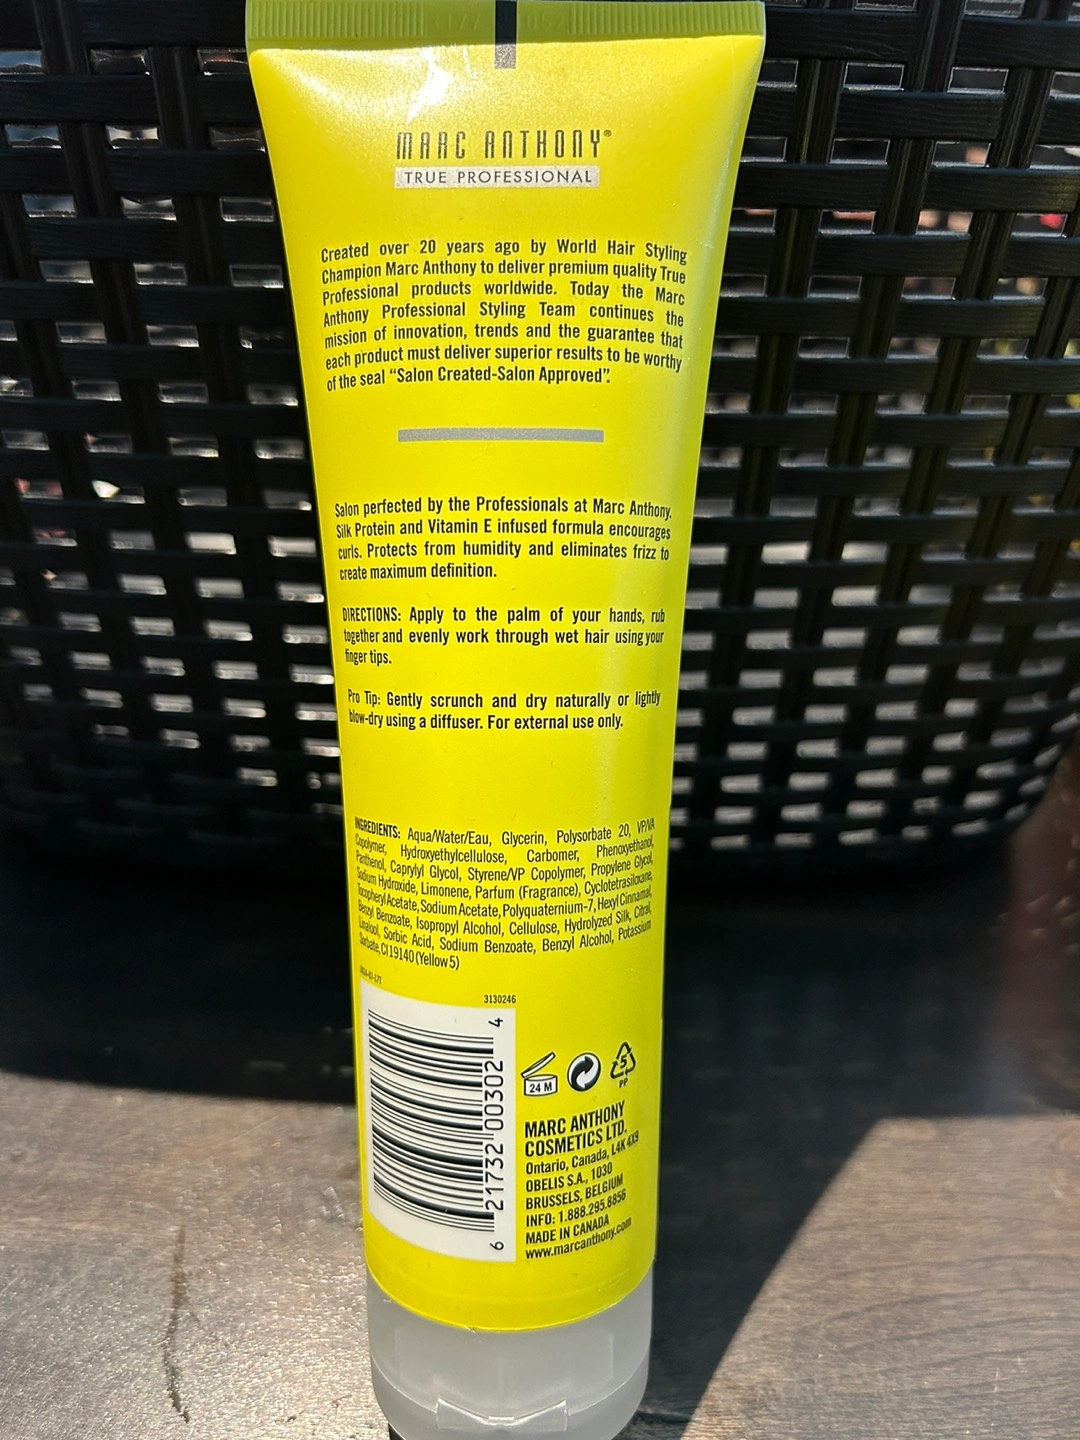 MARC ANTHONY®
TRUE PROFESSIONAL
Created over 20 years ago by World Hair Styling
Champion Marc Anthony to deliver premium quality True
Professional products worldwide. Today the Marc
Anthony Professional Styling Team continues the
mission of innovation, trends and the guarantee that
each product must deliver superior results to be worthy
of the seal “Salon Created-Salon Approved”.
Salon perfected by the Professionals at Marc Anthony.
Silk Protein and Vitamin E infused formula encourages
curls. Protects from humidity and eliminates frizz to
create maximum definition.
DIRECTIONS: Apply to the palm of your hands, rub
together and evenly work through wet hair using your
finger tips.
Pro Tip: Gently scrunch and dry naturally or lightly
blow-dry using a diffuser. For external use only.
INGREDIENTS: Aqua/Water/Eau, Glycerin, Polysorbate 20, VP/VA
Copolymer, Hydroxyethylcellulose, Carbomer, Phenoxyethanol,
Panthenol, Caprylyl Glycol, Styrene/VP Copolymer, Propylene Glycol,
Sodium Hydroxide, Limonene, Parfum (Fragrance), Cyclotetrasiloxane,
Tocopheryl Acetate, Sodium Acetate, Polyquaternium-7, Hexyl Cinnamal,
Benzyl Benzoate, Isopropyl Alcohol, Cellulose, Hydrolyzed Silk, Citral,
Linalool, Sorbic Acid, Sodium Benzoate, Benzyl Alcohol, Potassium
Sorbate, CI 19140 (Yellow 5)
3130246
6 21732 00302 4
24 M
5
PP
MARC ANTHONY
COSMETICS LTD.
Ontario, Canada, L4K 4X9
OBELIS S.A., 1030
BRUSSELS, BELGIUM
INFO: 1.888.295.8856
MADE IN CANADA
www.marcanthony.com